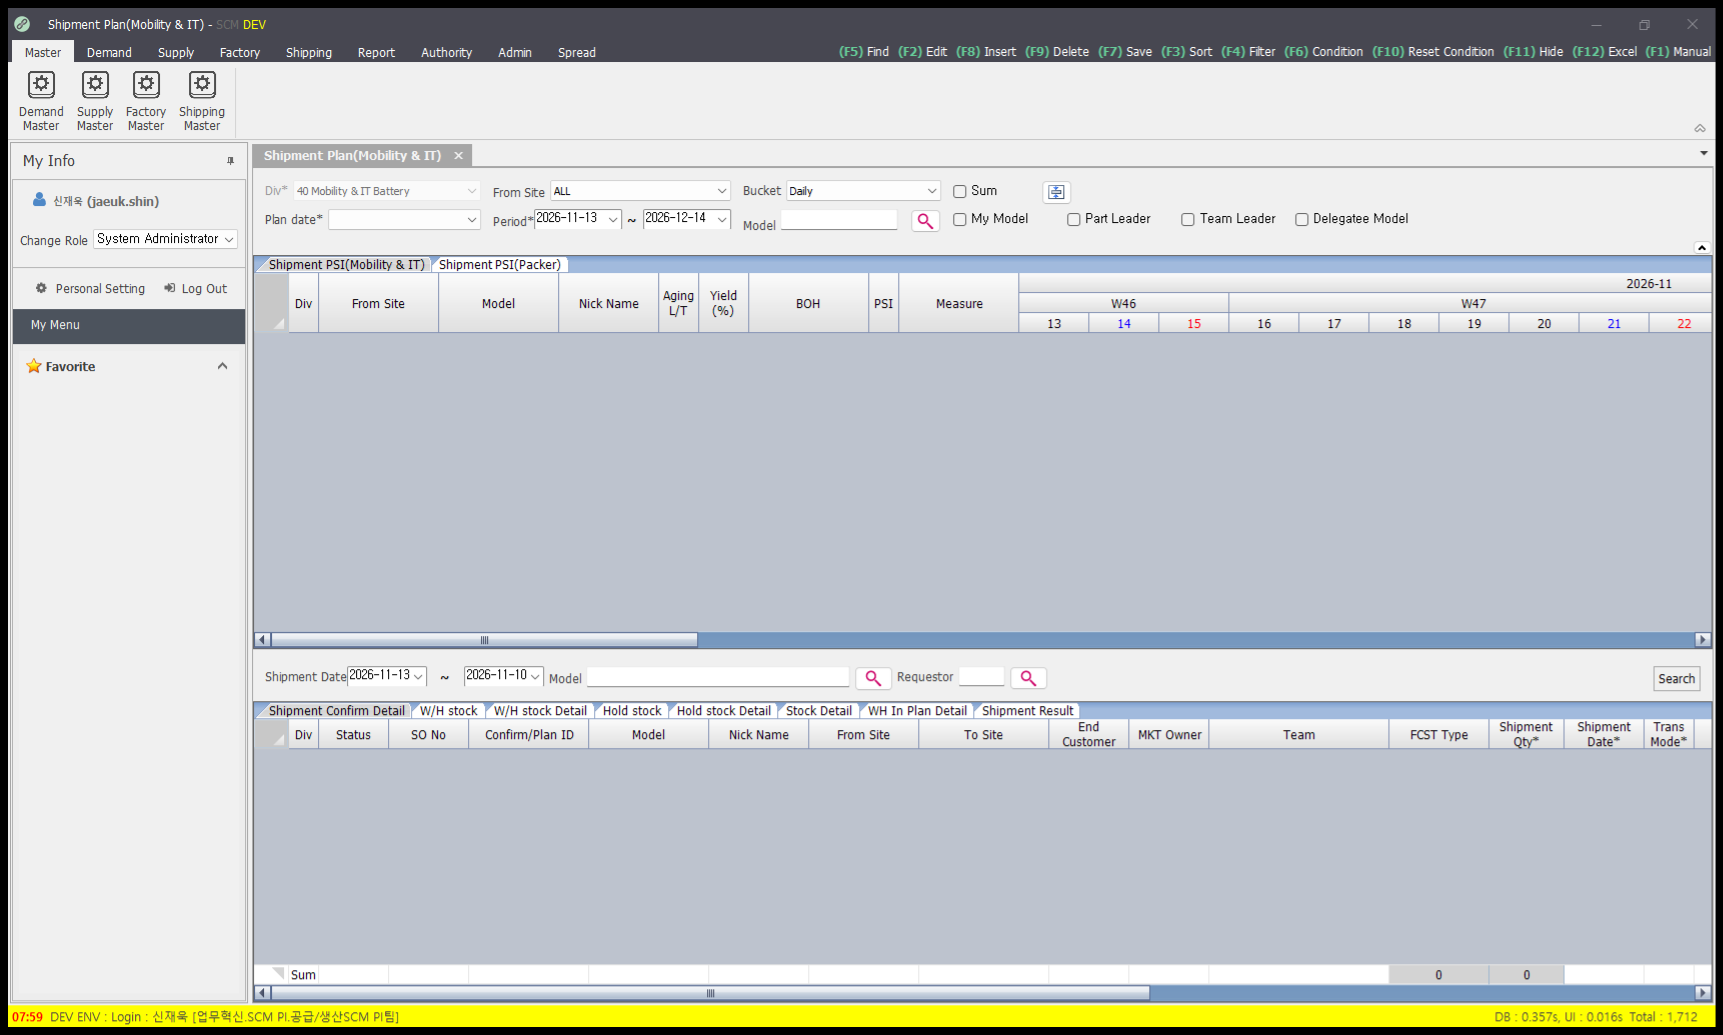 Shipment Plan(Mobility & IT) - SCM DEV
Master Demand Supply Factory Shipping Report Authority Admin Spread (F5) Find (F2) Edit (F8) Insert (F9) Delete (F7) Save (F3) Sort (F4) Filter (F6) Condition (F10) Reset Condition (F11) Hide (F12) Excel (F1) Manual
Demand Master Supply Master Factory Master Shipping Master
My Info
신재욱 (jaeuk.shin)
Change Role System Administrator
Personal Setting Log Out
My Menu
Favorite
Shipment Plan(Mobility & IT)
Div* 40 Mobility & IT Battery From Site ALL Bucket Daily Sum
Plan date* Period* 2026-11-13 ~ 2026-12-14 Model My Model Part Leader Team Leader Delegatee Model
Shipment PSI(Mobility & IT) Shipment PSI(Packer)
Div From Site Model Nick Name Aging L/T Yield (%) BOH PSI Measure
2026-11
W46 W47
13 14 15 16 17 18 19 20 21 22
Shipment Date 2026-11-13 ~ 2026-11-10 Model Requestor Search
Shipment Confirm Detail W/H stock W/H stock Detail Hold stock Hold stock Detail Stock Detail WH In Plan Detail Shipment Result
Div Status SO No Confirm/Plan ID Model Nick Name From Site To Site End Customer MKT Owner Team FCST Type Shipment Qty* Shipment Date* Trans Mode*
Sum 0 0
07:59 DEV ENV : Login : 신재욱 [업무혁신.SCM PI.공급/생산SCM PI팀] DB : 0.357s, UI : 0.016s Total : 1,712